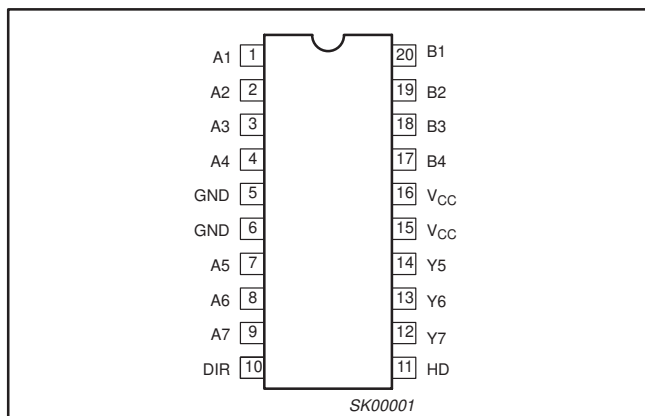 A1 1 20 B1
A2 2 19 B2
A3 3 18 B3
A4 4 17 B4
GND 5 16 VCC
GND 6 15 VCC
A5 7 14 Y5
A6 8 13 Y6
A7 9 12 Y7
DIR 10 11 HD
SK00001